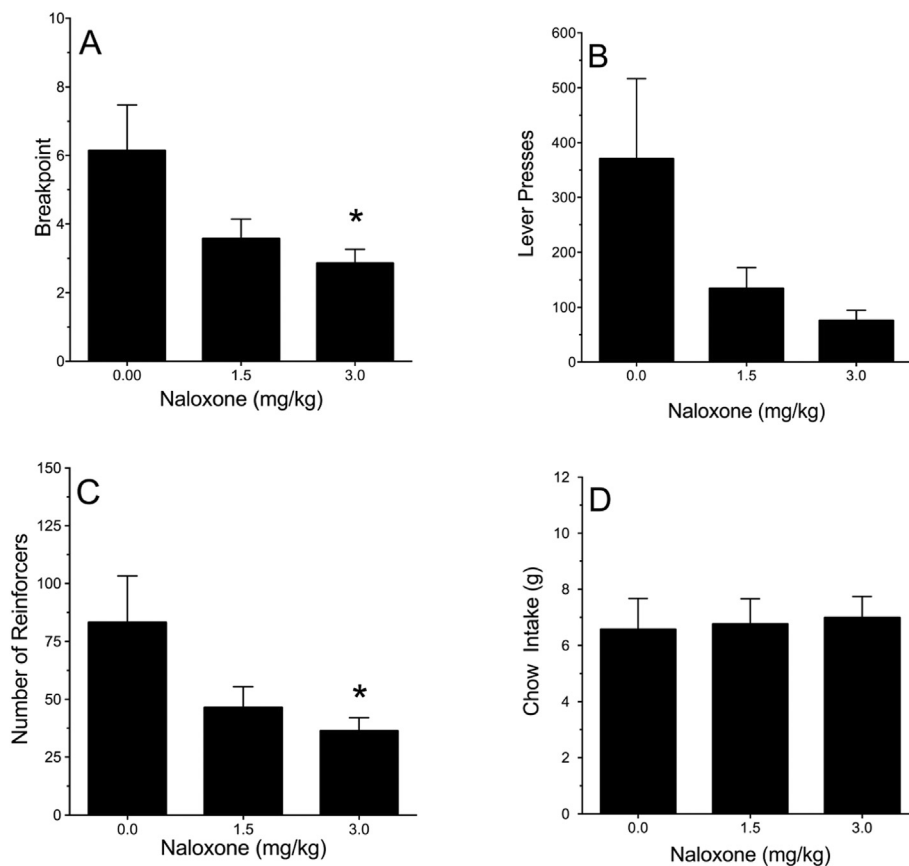 A
Breakpoint
10
8
6
4
2
0
*
0.00 1.5 3.0
Naloxone (mg/kg)
B
Lever Presses
600
500
400
300
200
100
0
0.0 1.5 3.0
Naloxone (mg/kg)
C
Number of Reinforcers
150
125
100
75
50
25
0
*
0.0 1.5 3.0
Naloxone (mg/kg)
D
Chow Intake (g)
12
10
8
6
4
2
0
0.0 1.5 3.0
Naloxone (mg/kg)